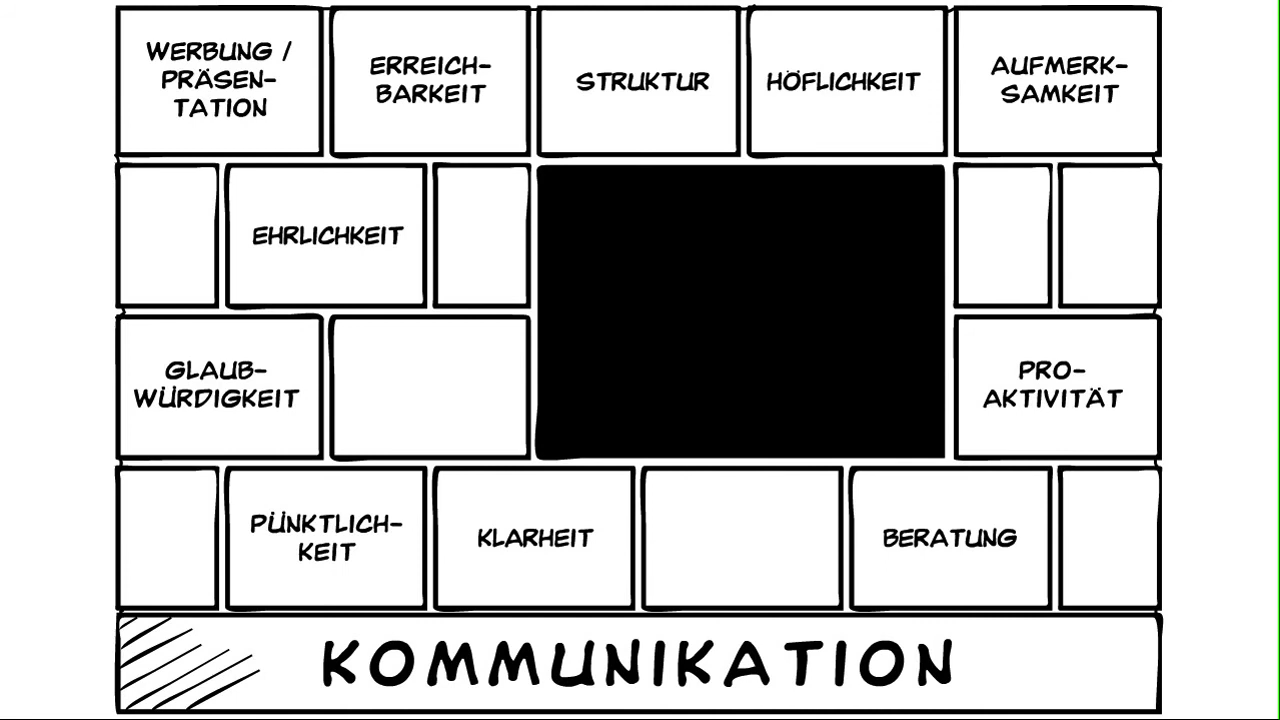 WERBUNG /
PRÄSEN-
TATION
ERREICH-
BARKEIT
STRUKTUR
HÖFLICHKEIT
AUFMERK-
SAMKEIT
EHRLICHKEIT
GLAUB-
WÜRDIGKEIT
PRO-
AKTIVITÄT
PÜNKTLICH-
KEIT
KLARHEIT
BERATUNG
KOMMUNIKATION